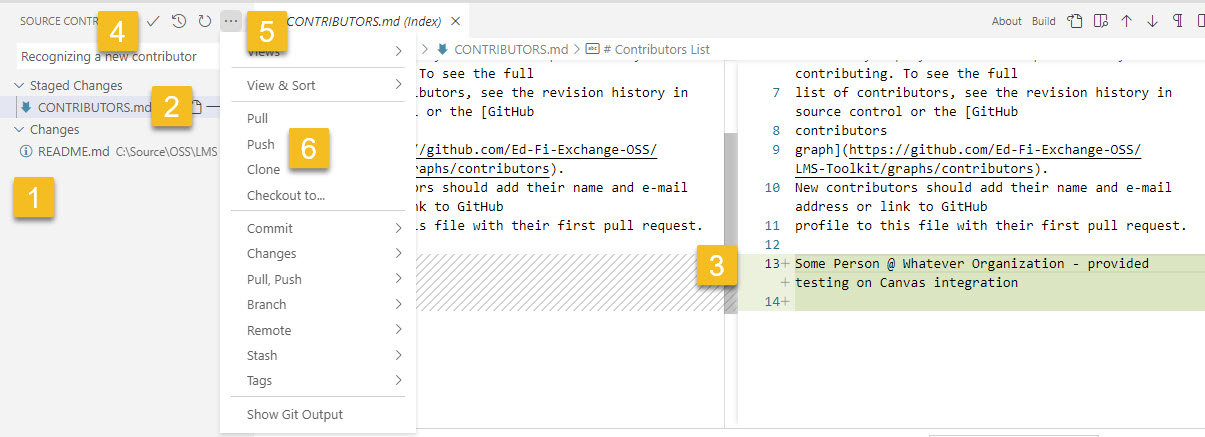 SOURCE CONTR
4
5
CONTRIBUTORS.md (Index)
About
Build
Recognizing a new contributor
Views
CONTRIBUTORS.md
# Contributors List
Staged Changes
CONTRIBUTORS.md
2
Changes
README.md C:\Source\OSS\LMS
1
View & Sort
Pull
Push
6
Clone
Checkout to...
Commit
Changes
Pull, Push
Branch
Remote
Stash
Tags
Show Git Output
. To see the full
ibutors, see the revision history in
l or the [GitHub
//github.com/Ed-Fi-Exchange-OSS/
raphs/contributors).
ors should add their name and e-mail
nk to GitHub
is file with their first pull request.
3
contributing. To see the full
7 list of contributors, see the revision history in
source control or the [GitHub
8 contributors
9 graph](https://github.com/Ed-Fi-Exchange-OSS/
LMS-Toolkit/graphs/contributors).
10 New contributors should add their name and e-mail
address or link to GitHub
11 profile to this file with their first pull request.
12
13+ Some Person @ Whatever Organization - provided
+ testing on Canvas integration
14+